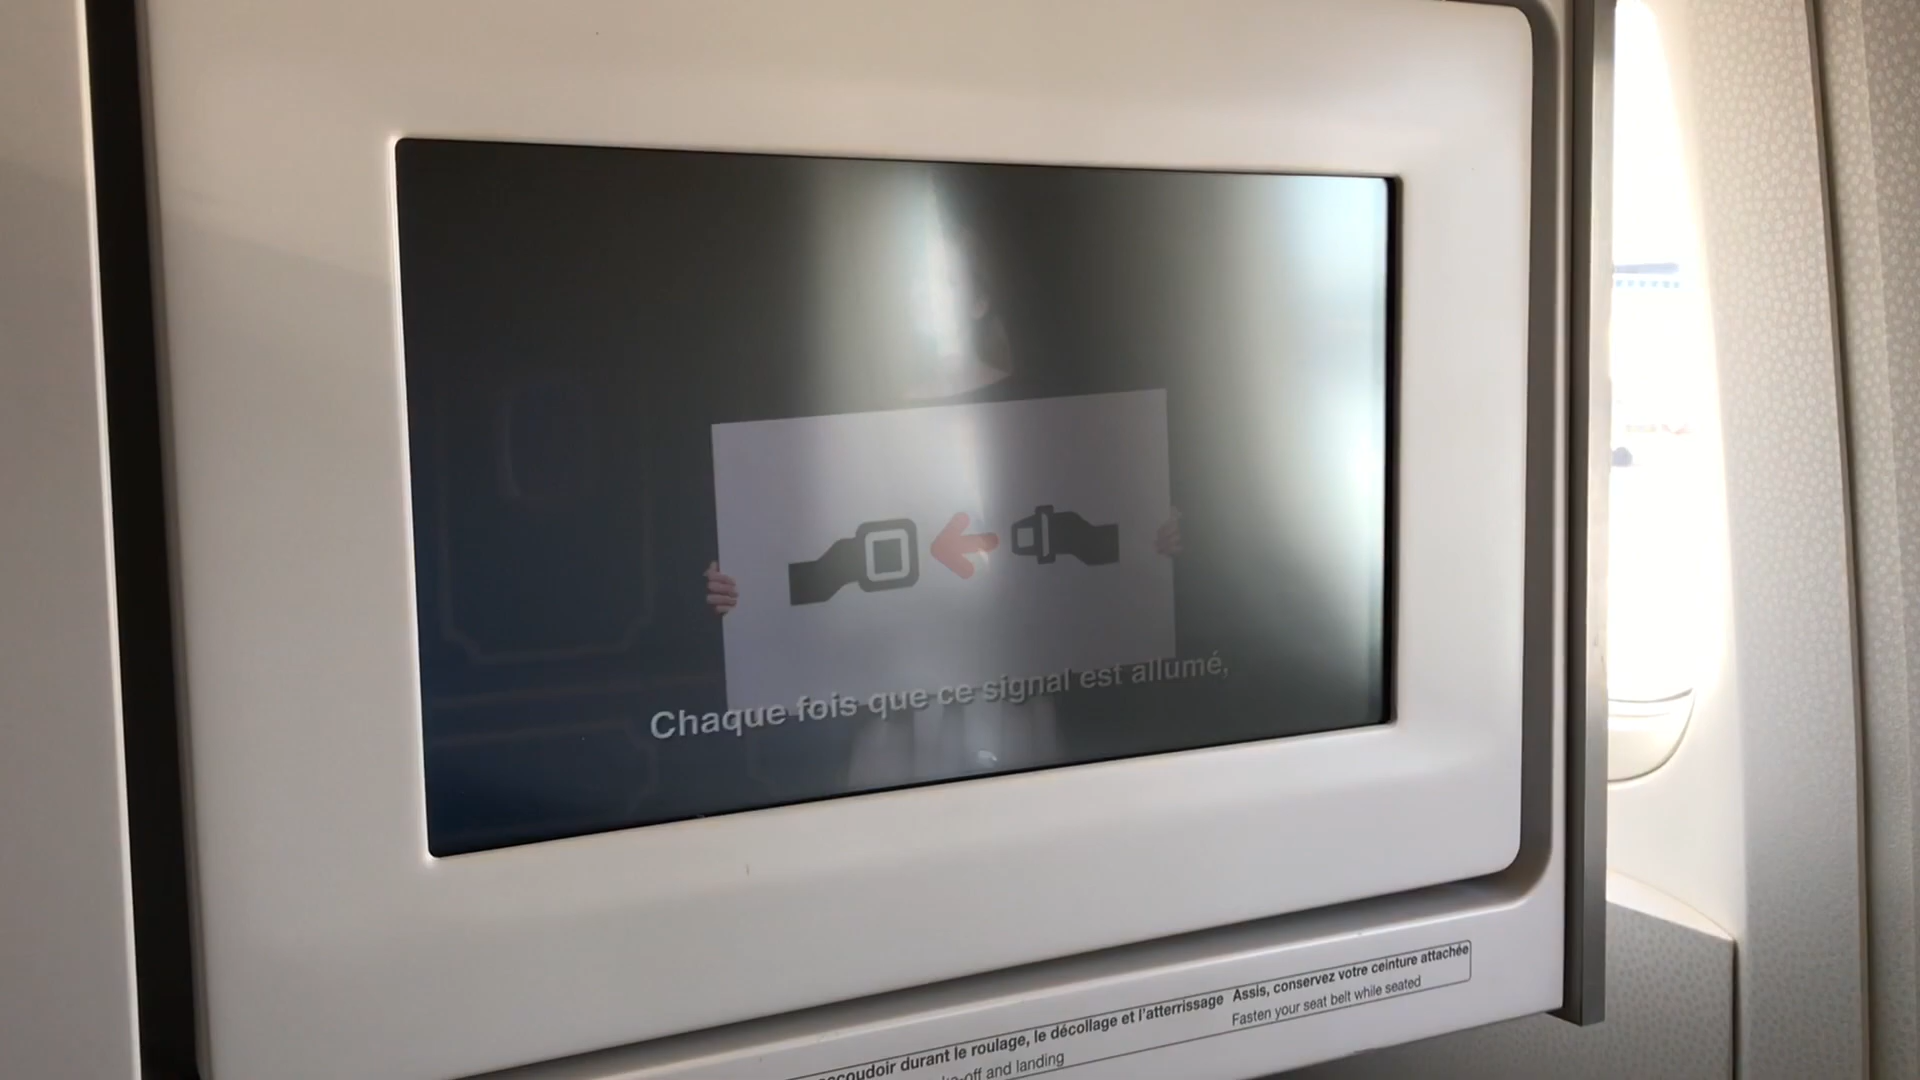 Chaque fois que ce signal est allumé,
durant le roulage, le décollage et l'atterrissage
and landing
Assis, conservez votre ceinture attachée
Fasten your seat belt while seated